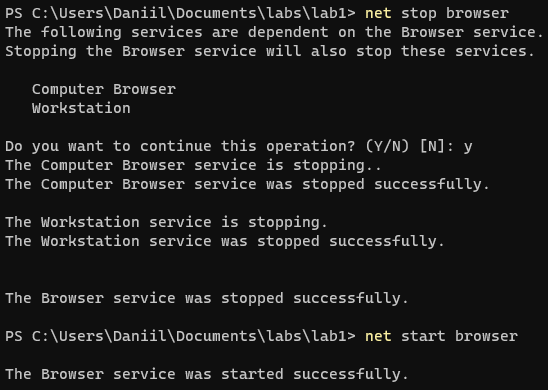 PS C:\Users\Daniil\Documents\labs\lab1> net stop browser
The following services are dependent on the Browser service.
Stopping the Browser service will also stop these services.

   Computer Browser
   Workstation

Do you want to continue this operation? (Y/N) [N]: y
The Computer Browser service is stopping..
The Computer Browser service was stopped successfully.

The Workstation service is stopping.
The Workstation service was stopped successfully.


The Browser service was stopped successfully.

PS C:\Users\Daniil\Documents\labs\lab1> net start browser

The Browser service was started successfully.